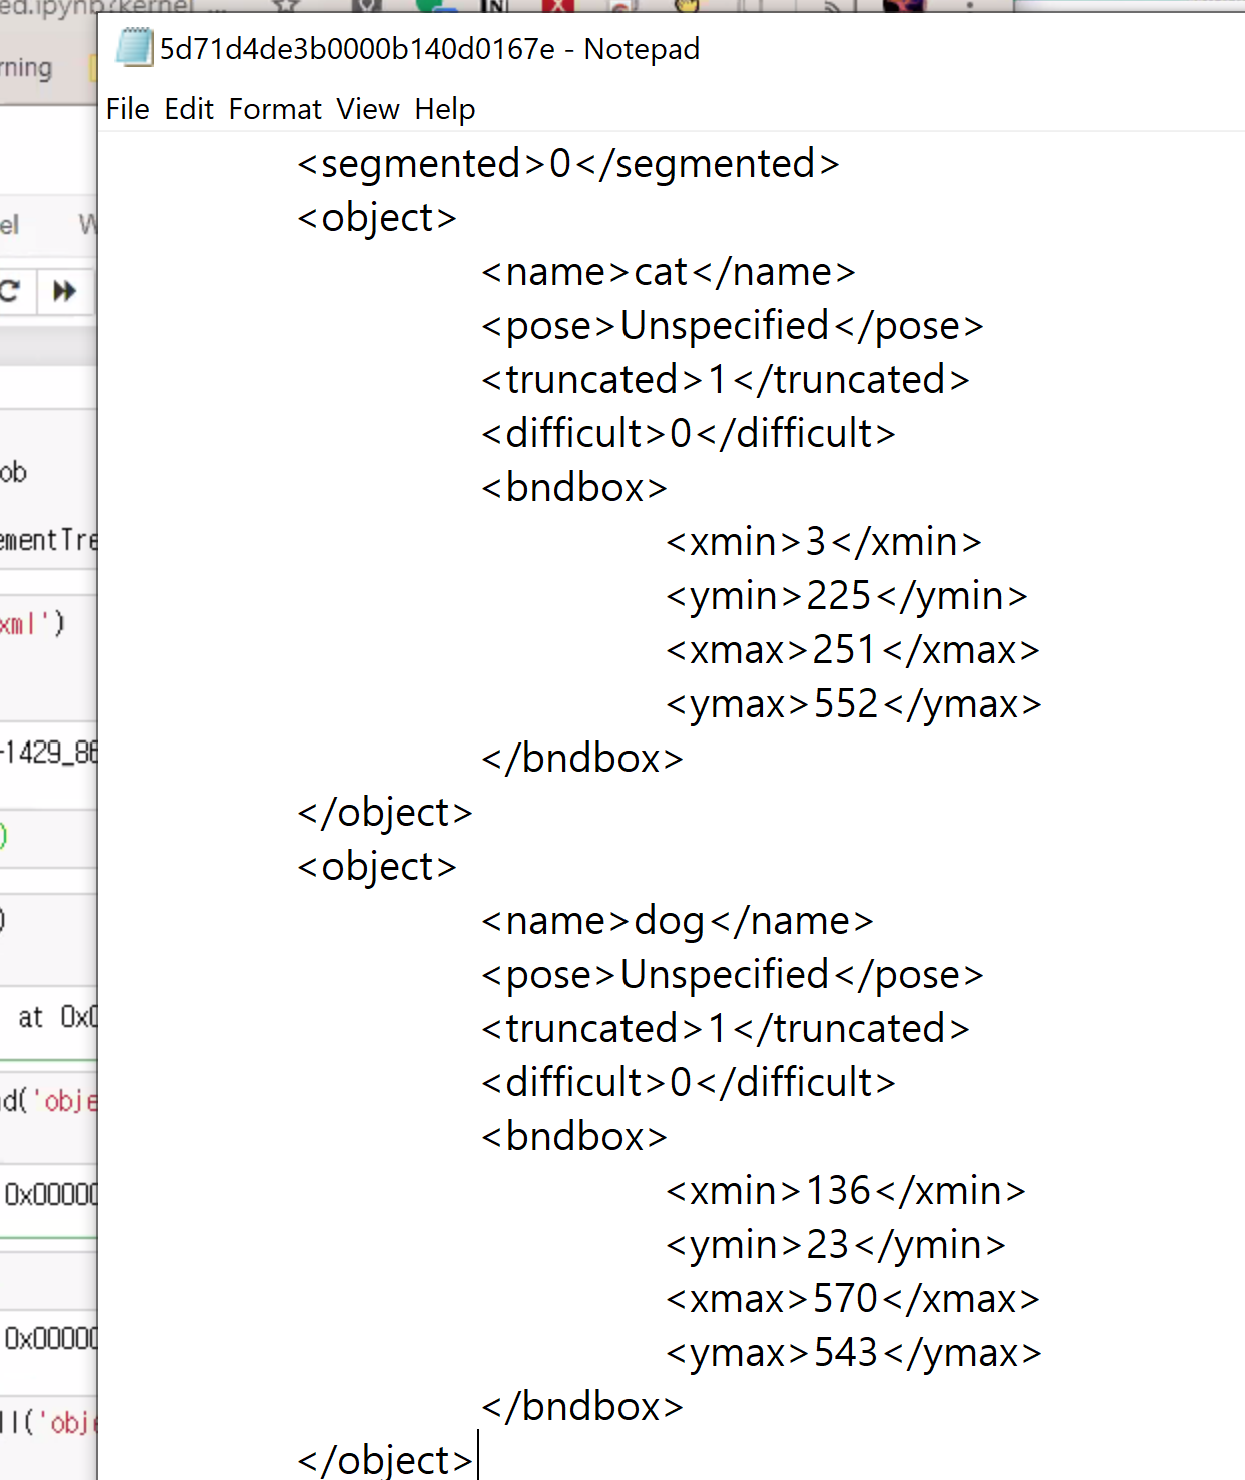 5d71d4de3b0000b140d0167e - Notepad
File Edit Format View Help
<segmented>0</segmented>
<object>
<name>cat</name>
<pose>Unspecified</pose>
<truncated>1</truncated>
<difficult>0</difficult>
<bndbox>
<xmin>3</xmin>
<ymin>225</ymin>
<xmax>251</xmax>
<ymax>552</ymax>
</bndbox>
</object>
<object>
<name>dog</name>
<pose>Unspecified</pose>
<truncated>1</truncated>
<difficult>0</difficult>
<bndbox>
<xmin>136</xmin>
<ymin>23</ymin>
<xmax>570</xmax>
<ymax>543</ymax>
</bndbox>
</object>
ed.ipynb?kernel_...
rning
el W
ob
ementTre
xml')
-1429_86
)
)
at 0x0
nd('obje
0x00000
0x00000
ll('obje